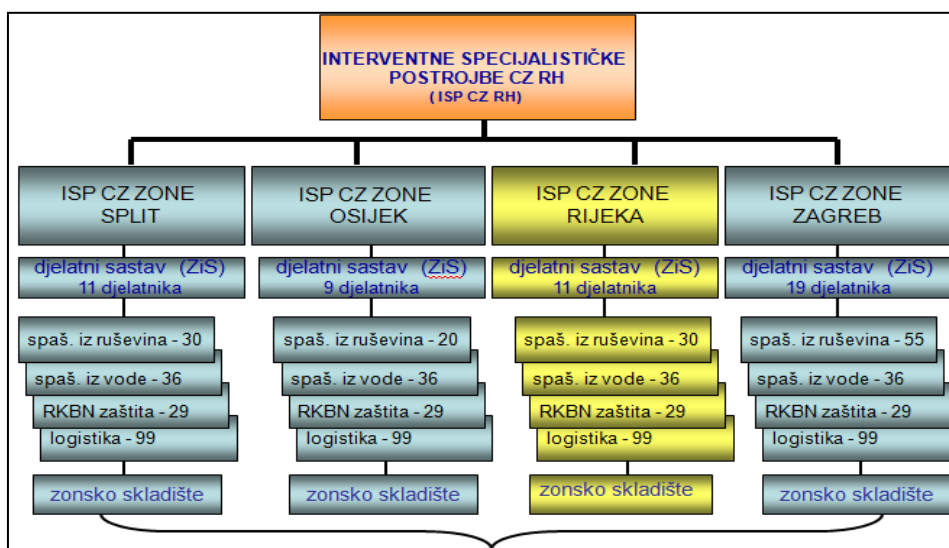 INTERVENTNE SPECIJALISTIČKE
POSTROJBE CZ RH
( ISP CZ RH)
ISP CZ ZONE
SPLIT
djelatni sastav (ZiS)
11 djelatnika
spaš. iz ruševina - 30
spaš. iz vode - 36
RKBN zaštita - 29
logistika - 99
zonsko skladište
ISP CZ ZONE
OSIJEK
djelatni sastav (ZiS)
9 djelatnika
spaš. iz ruševina - 20
spaš. iz vode - 36
RKBN zaštita - 29
logistika - 99
zonsko skladište
ISP CZ ZONE
RIJEKA
djelatni sastav (ZiS)
11 djelatnika
spaš. iz ruševina - 30
spaš. iz vode - 36
RKBN zaštita - 29
logistika - 99
zonsko skladište
ISP CZ ZONE
ZAGREB
djelatni sastav (ZiS)
19 djelatnika
spaš. iz ruševina - 55
spaš. iz vode - 36
RKBN zaštita - 29
logistika - 99
zonsko skladište